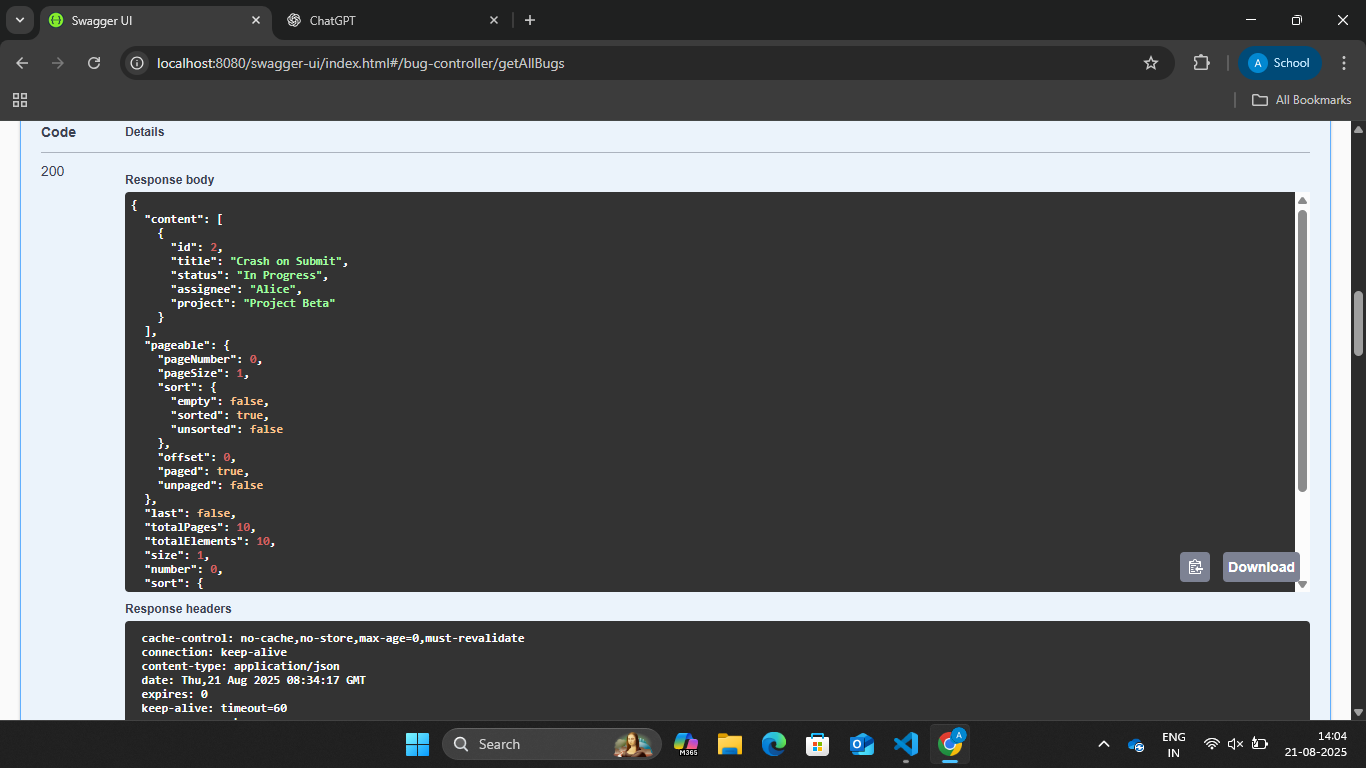 Swagger UI
ChatGPT
localhost:8080/swagger-ui/index.html#/bug-controller/getAllBugs
A School
All Bookmarks
Code Details
200
Response body
{
"content": [
{
"id": 2,
"title": "Crash on Submit",
"status": "In Progress",
"assignee": "Alice",
"project": "Project Beta"
}
],
"pageable": {
"pageNumber": 0,
"pageSize": 1,
"sort": {
"empty": false,
"sorted": true,
"unsorted": false
},
"offset": 0,
"paged": true,
"unpaged": false
},
"last": false,
"totalPages": 10,
"totalElements": 10,
"size": 1,
"number": 0,
"sort": {
Download
Response headers
cache-control: no-cache,no-store,max-age=0,must-revalidate
connection: keep-alive
content-type: application/json
date: Thu,21 Aug 2025 08:34:17 GMT
expires: 0
keep-alive: timeout=60
Search
M365
A
ENG
IN
14:04
21-08-2025